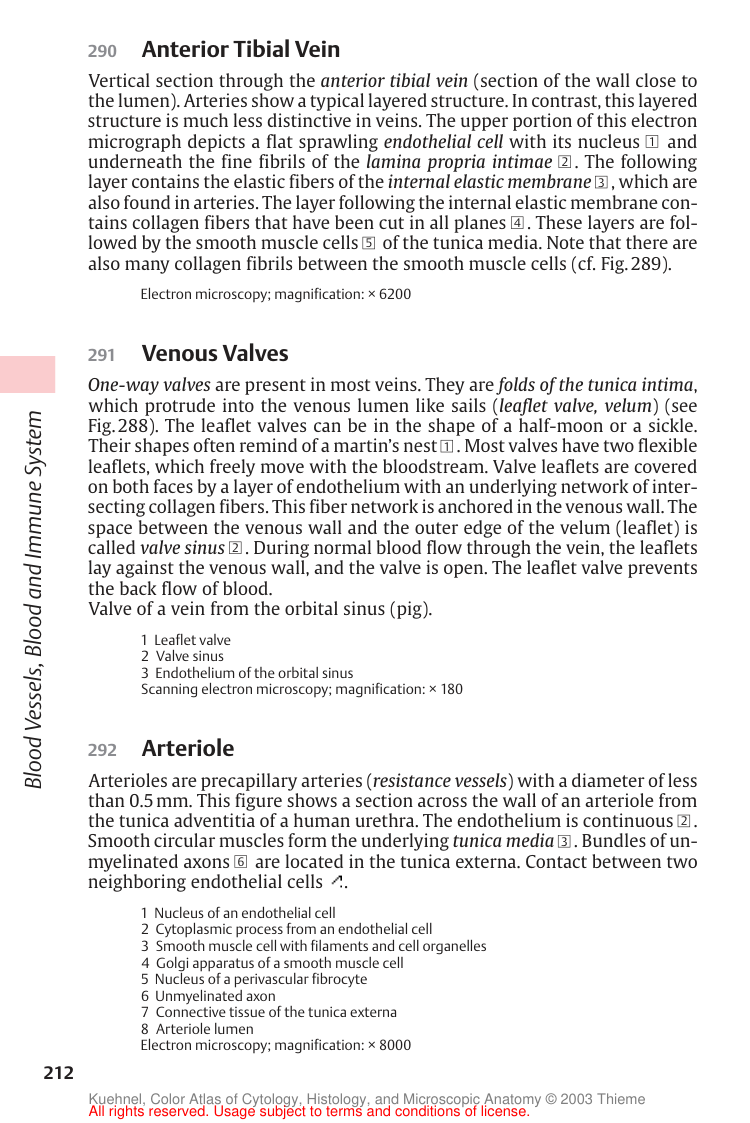 290 Anterior Tibial Vein
Vertical section through the anterior tibial vein (section of the wall close to
the lumen). Arteries show a typical layered structure. In contrast, this layered
structure is much less distinctive in veins. The upper portion of this electron
micrograph depicts a flat sprawling endothelial cell with its nucleus 1 and
underneath the fine fibrils of the lamina propria intimae 2. The following
layer contains the elastic fibers of the internal elastic membrane 3, which are
also found in arteries. The layer following the internal elastic membrane con-
tains collagen fibers that have been cut in all planes 4. These layers are fol-
lowed by the smooth muscle cells 5 of the tunica media. Note that there are
also many collagen fibrils between the smooth muscle cells (cf. Fig. 289).
Electron microscopy; magnification: × 6200
291 Venous Valves
One-way valves are present in most veins. They are folds of the tunica intima,
which protrude into the venous lumen like sails (leaflet valve, velum) (see
Fig. 288). The leaflet valves can be in the shape of a half-moon or a sickle.
Their shapes often remind of a martin's nest 1. Most valves have two flexible
leaflets, which freely move with the bloodstream. Valve leaflets are covered
on both faces by a layer of endothelium with an underlying network of inter-
secting collagen fibers. This fiber network is anchored in the venous wall. The
space between the venous wall and the outer edge of the velum (leaflet) is
called valve sinus 2. During normal blood flow through the vein, the leaflets
lay against the venous wall, and the valve is open. The leaflet valve prevents
the back flow of blood.
Valve of a vein from the orbital sinus (pig).
1 Leaflet valve
2 Valve sinus
3 Endothelium of the orbital sinus
Scanning electron microscopy; magnification: × 180
292 Arteriole
Arterioles are precapillary arteries (resistance vessels) with a diameter of less
than 0.5 mm. This figure shows a section across the wall of an arteriole from
the tunica adventitia of a human urethra. The endothelium is continuous 2.
Smooth circular muscles form the underlying tunica media 3. Bundles of un-
myelinated axons 6 are located in the tunica externa. Contact between two
neighboring endothelial cells ↗.
1 Nucleus of an endothelial cell
2 Cytoplasmic process from an endothelial cell
3 Smooth muscle cell with filaments and cell organelles
4 Golgi apparatus of a smooth muscle cell
5 Nucleus of a perivascular fibrocyte
6 Unmyelinated axon
7 Connective tissue of the tunica externa
8 Arteriole lumen
Electron microscopy; magnification: × 8000
Blood Vessels, Blood and Immune System
212
Kuehnel, Color Atlas of Cytology, Histology, and Microscopic Anatomy © 2003 Thieme
All rights reserved. Usage subject to terms and conditions of license.